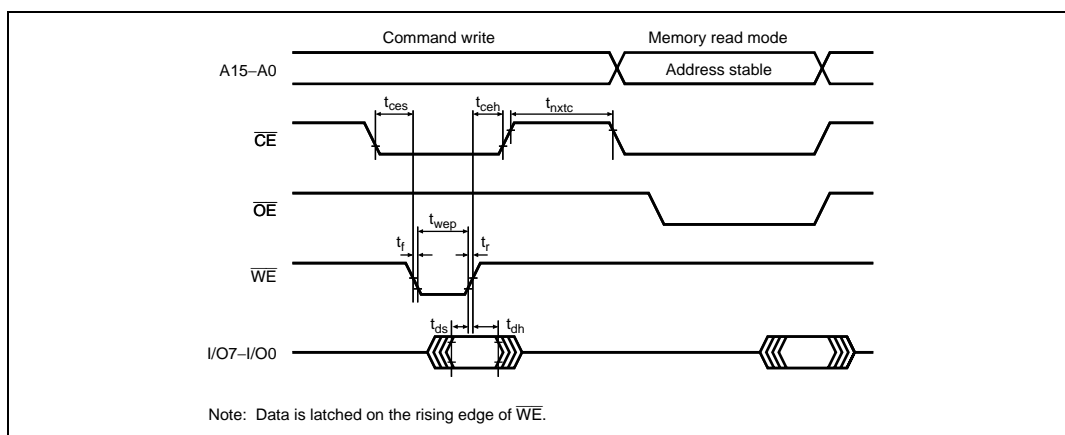 Command write
Memory read mode
A15–A0
Address stable
tces
tceh
tnxtc
CE
OE
twep
tf
tr
WE
tds
tdh
I/O7–I/O0
Note: Data is latched on the rising edge of WE.